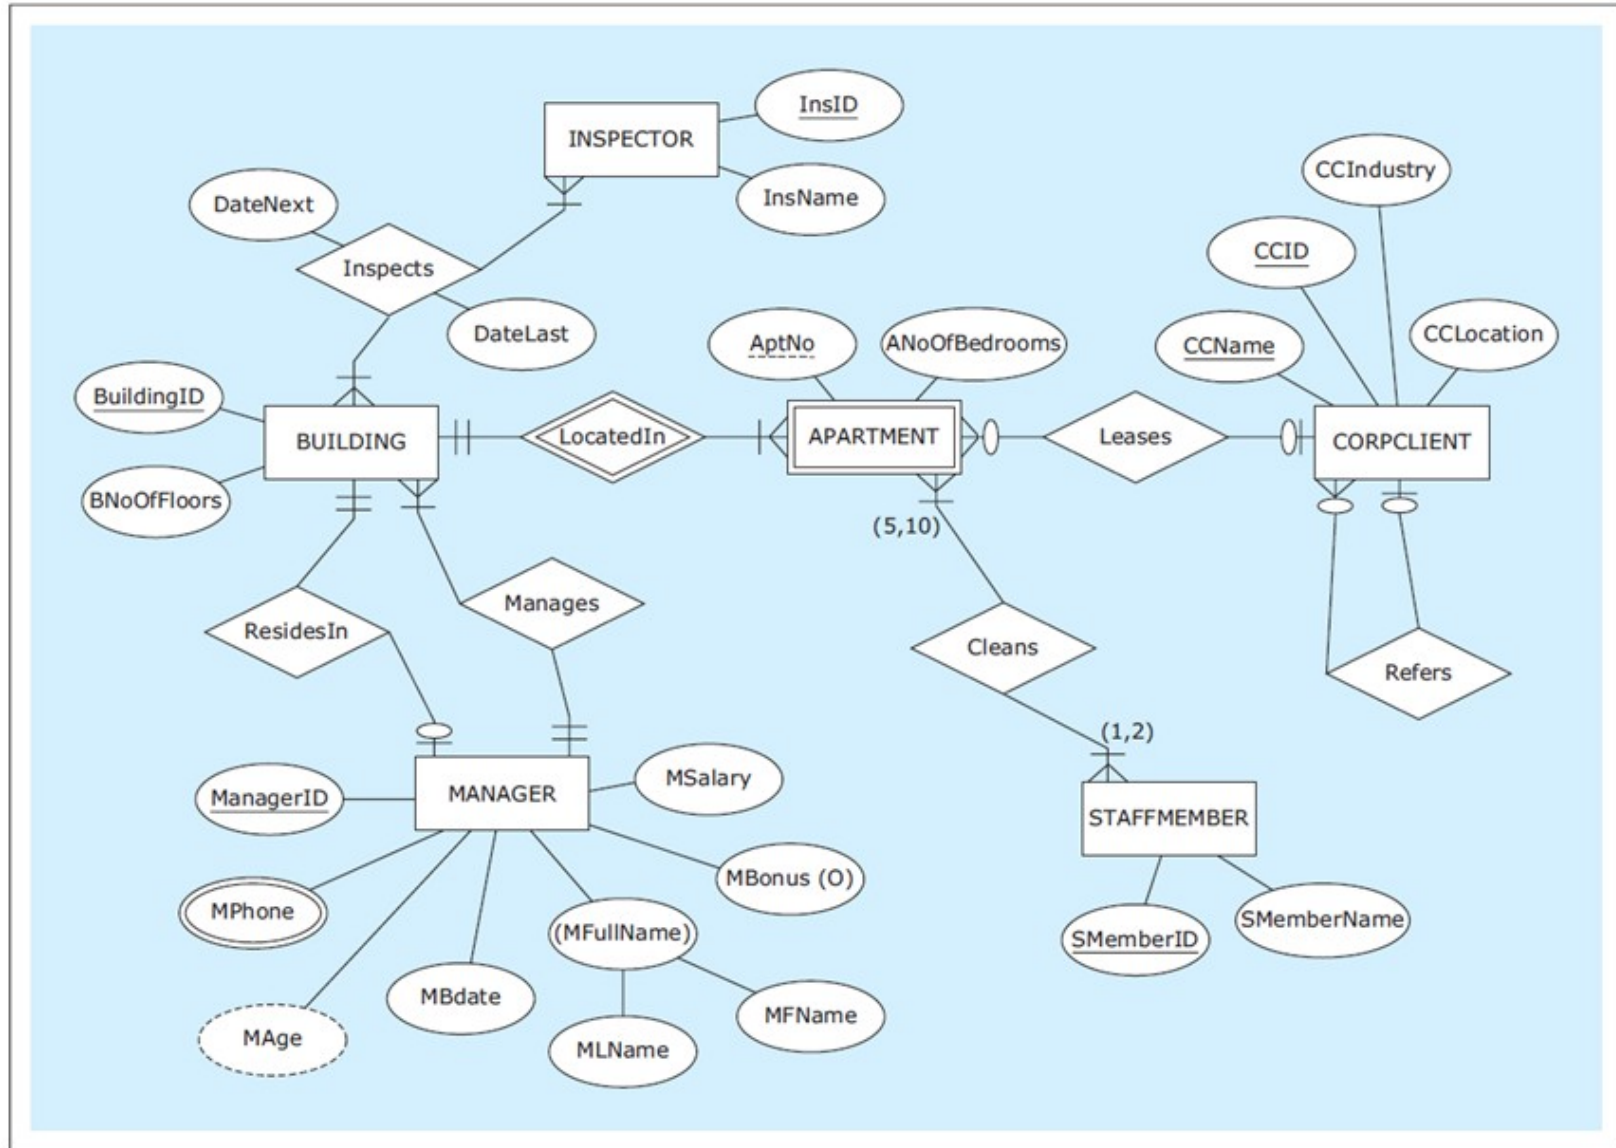 InsID
INSPECTOR
CCIndustry
InsName
DateNext
CCID
Inspects
DateLast
AptNo
ANoOfBedrooms
CCName
CCLocation
BuildingID
BUILDING
LocatedIn
APARTMENT
Leases
CORPCLIENT
BNoOfFloors
(5,10)
Manages
ResidesIn
Cleans
Refers
(1,2)
MSalary
ManagerID
MANAGER
STAFFMEMBER
MBonus (O)
MPhone
(MFullName)
SMemberName
SMemberID
MBdate
MFName
MAge
MLName